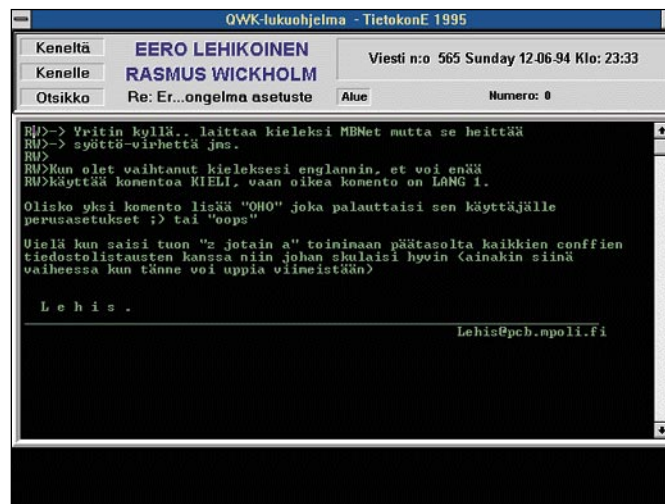 QWK-lukuohjelma - TietokonE 1995
Keneltä EERO LEHIKOINEN
Viesti n:o 565 Sunday 12-06-94 Klo: 23:33
Kenelle RASMUS WICKHOLM
Otsikko Re: Er...ongelma asetuste Alue Numero: 0
RW>-> Yritin kyllä.. laittaa kieleksi MBNet mutta se heittää
RW>-> syöttö-virhettä jms.
RW>
RW>Kun olet vaihtanut kieleksesi englannin, et voi enää
RW>käyttää komentoa KIELI, vaan oikea komento on LANG 1.
Olisko yksi komento lisää "OHO" joka palauttaisi sen käyttäjälle
perusasetukset ;) tai "oops"
Vielä kun saisi tuon "z jotain a" toimimaan päätasolta kaikkien conffien
tiedostolistausten kanssa niin johan skulaisi hyvin (ainakin siinä
vaiheessa kun tänne voi uppia viimeistään)
L e h i s .
Lehis@pcb.mpoli.fi